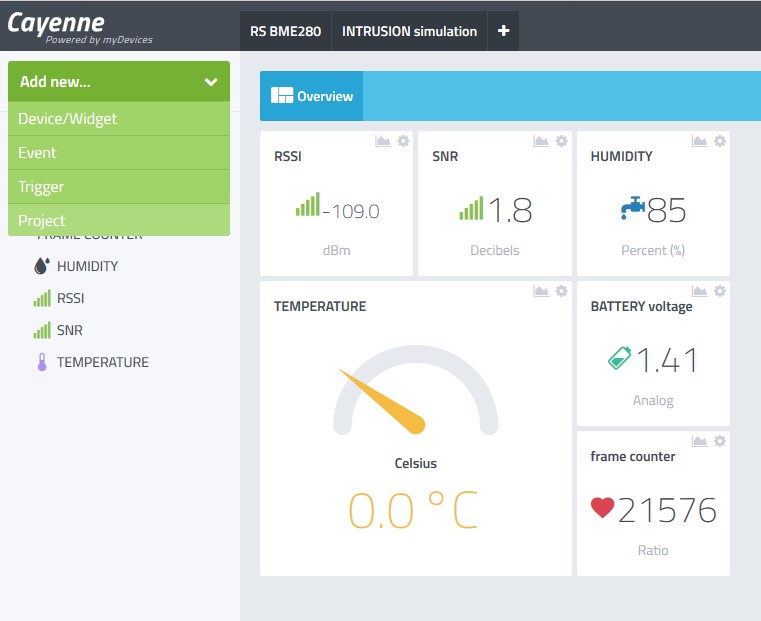 Cayenne
Powered by myDevices
RS BME280
INTRUSION simulation
+
Add new...
Device/Widget
Event
Trigger
Project
FRAME COUNTER
HUMIDITY
RSSI
SNR
TEMPERATURE
Overview
RSSI
-109.0
dBm
SNR
1.8
Decibels
HUMIDITY
85
Percent (%)
TEMPERATURE
Celsius
0.0 °C
BATTERY voltage
1.41
Analog
frame counter
21576
Ratio